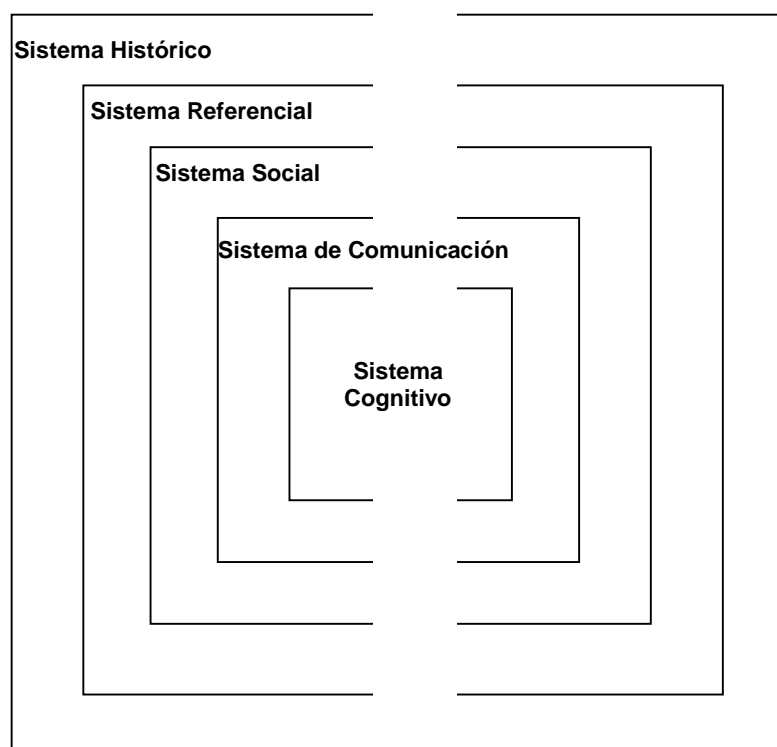 Sistema Histórico
Sistema Referencial
Sistema Social
Sistema de Comunicación
Sistema
Cognitivo